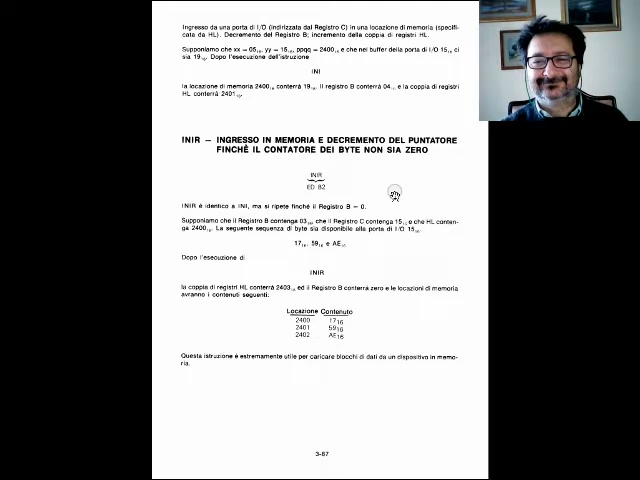 Ingresso da una porta di I/O (indirizzata dal Registro C) in una locazione di memoria (specifi-
cata da HL). Decremento del Registro B; incremento della coppia di registri HL.
Supponiamo che xx = 05₁₆, yy = 15₁₆, ppqq = 2400₁₆ e che nel buffer della porta di I/O 15₁₆ ci
sia 19₁₆. Dopo l'esecuzione dell'istruzione
INI
la locazione di memoria 2400₁₆ conterrà 19₁₆. Il registro B conterrà 04₁₆ e la coppia di registri
HL conterrà 2401₁₆.
INIR — INGRESSO IN MEMORIA E DECREMENTO DEL PUNTATORE
FINCHÈ IL CONTATORE DEI BYTE NON SIA ZERO
INIR
ED B2
INIR è identico a INI, ma si ripete finché il Registro B = 0.
Supponiamo che il Registro B contenga 03₁₆, che il Registro C contenga 15₁₆ e che HL conten-
ga 2400₁₆. La seguente sequenza di byte sia disponibile alla porta di I/O 15₁₆.
17₁₆, 59₁₆ e AE₁₆
Dopo l'esecuzione di
INIR
la coppia di registri HL conterrà 2403₁₆ ed il Registro B conterrà zero e le locazioni di memoria
avranno i contenuti seguenti:
Locazione Contenuto
2400 17₁₆
2401 59₁₆
2402 AE₁₆
Questa istruzione è estremamente utile per caricare blocchi di dati da un dispositivo in memo-
ria.
3-87